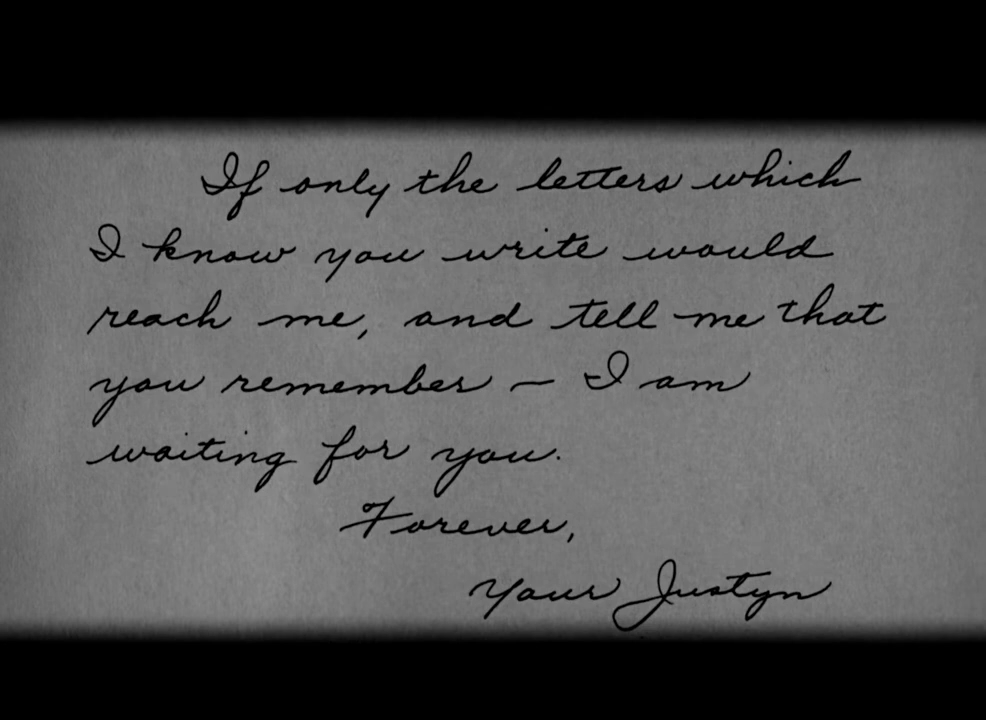 If only the letters which
I know you write would
reach me, and tell me that
you remember – I am
waiting for you.
Forever,
Your Justyn